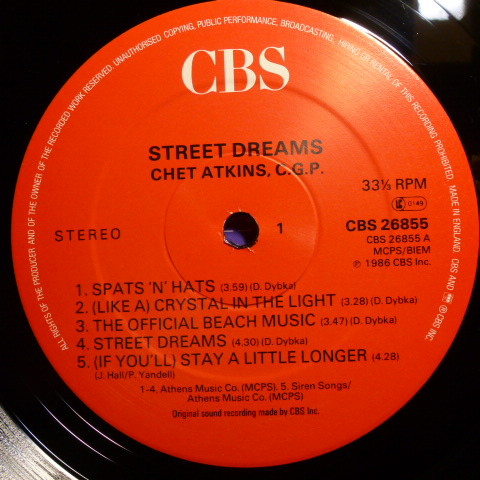 ALL RIGHTS OF THE PRODUCER AND OF THE OWNER OF THE RECORDED WORK RESERVED. UNAUTHORISED COPYING, PUBLIC PERFORMANCE, BROADCASTING, HIRING OR RENTAL OF THIS RECORDING PROHIBITED. MADE IN ENGLAND. CBS AND ARE ® CBS INC.
CBS
STREET DREAMS
CHET ATKINS, C.G.P.
33⅓ RPM
0149
STEREO
1
CBS 26855
CBS 26855 A
MCPS/BIEM
℗ 1986 CBS Inc.
1. SPATS 'N' HATS (3.59) (D. Dybka)
2. (LIKE A) CRYSTAL IN THE LIGHT (3.28) (D. Dybka)
3. THE OFFICIAL BEACH MUSIC (3.47) (D. Dybka)
4. STREET DREAMS (4.30) (D. Dybka)
5. (IF YOU'LL) STAY A LITTLE LONGER (4.28)
(J. Hall/P. Yandell)
1-4. Athens Music Co. (MCPS). 5. Siren Songs/
Athens Music Co. (MCPS)
Original sound recording made by CBS Inc.